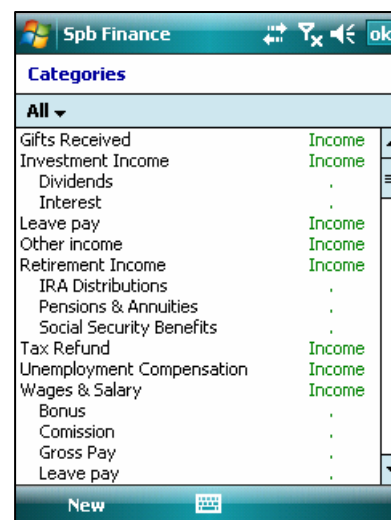 Spb Finance ok
Categories
All
Gifts Received Income
Investment Income Income
Dividends .
Interest .
Leave pay Income
Other income Income
Retirement Income Income
IRA Distributions .
Pensions & Annuities .
Social Security Benefits .
Tax Refund Income
Unemployment Compensation Income
Wages & Salary Income
Bonus .
Comission .
Gross Pay .
Leave pay .
New